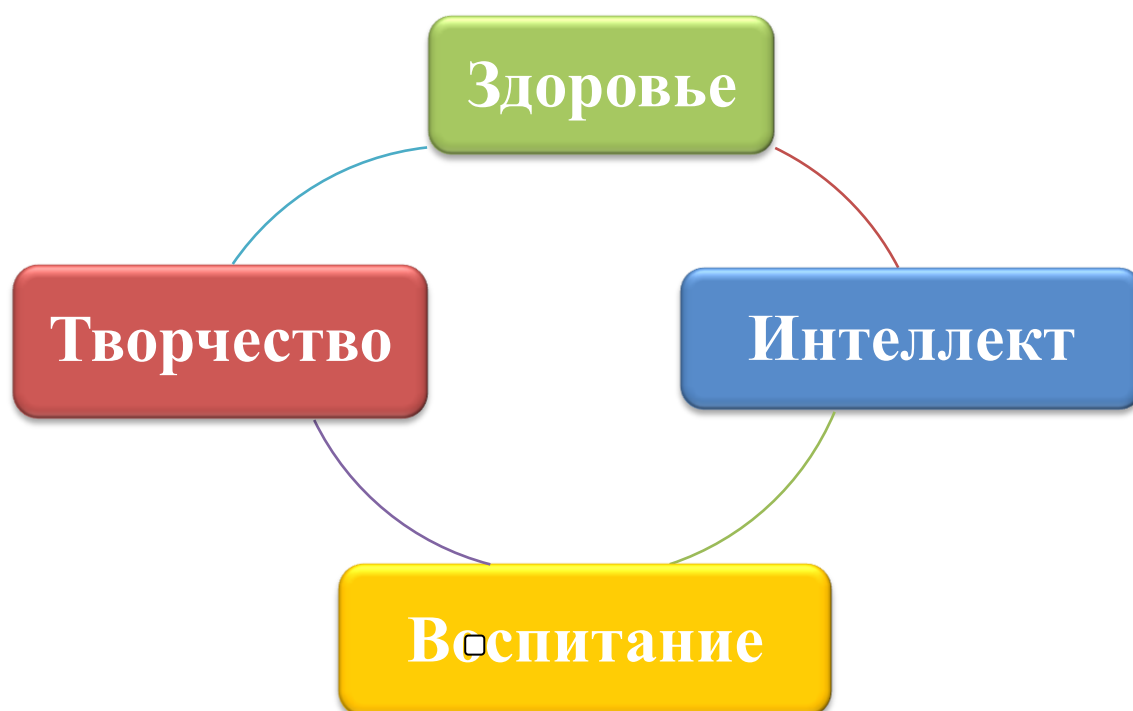 Здоровье
Творчество
Интеллект
Воспитание